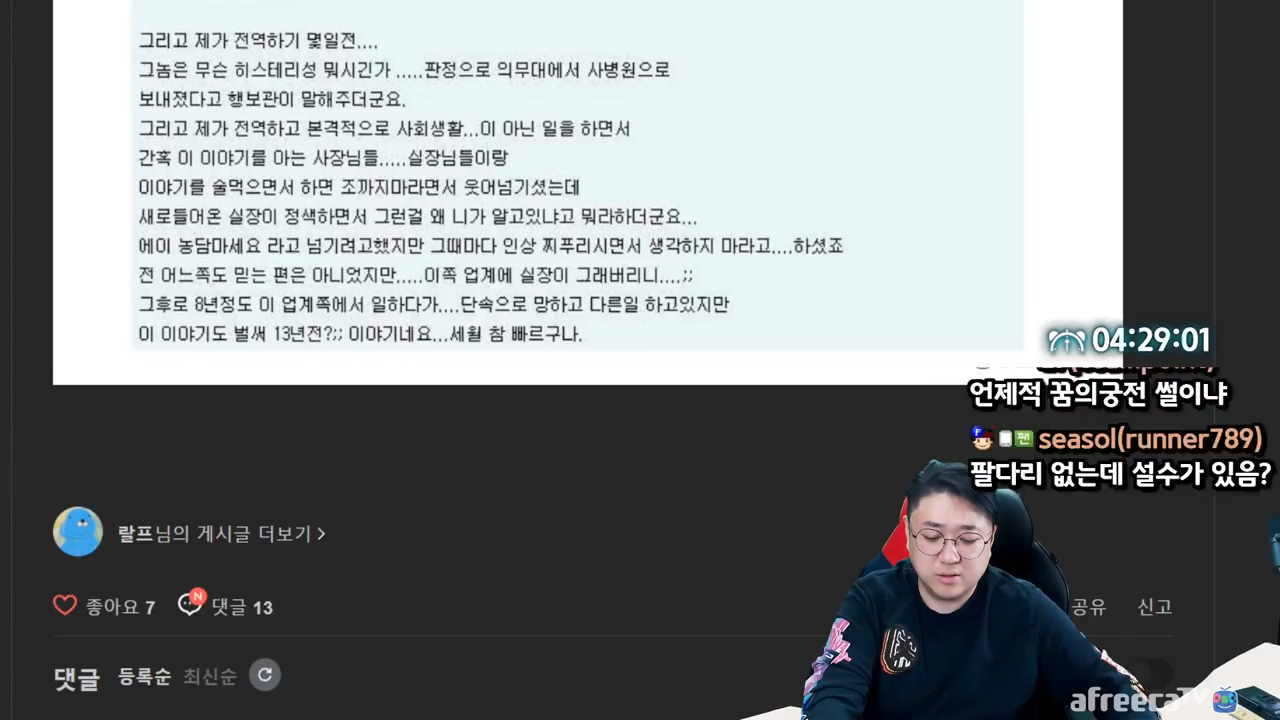 그리고 제가 전역하기 몇일전....
그놈은 무슨 히스테리성 뭐시긴가 .....판정으로 의무대에서 사병원으로
보내졌다고 행보관이 말해주더군요.
그리고 제가 전역하고 본격적으로 사회생활...이 아닌 일을 하면서
간혹 이 이야기를 아는 사장님들.....실장님들이랑
이야기를 술먹으면서 하면 조까지마라면서 웃어넘기셨는데
새로들어온 실장이 정색하면서 그런걸 왜 니가 알고있냐고 뭐라하더군요...
에이 농담마세요 라고 넘기려고했지만 그때마다 인상 찌푸리시면서 생각하지 마라고....하셨죠
전 어느쪽도 믿는 편은 아니었지만.....이쪽 업계에 실장이 그래버리니....;;
그후로 8년정도 이 업계쪽에서 일하다가....단속으로 망하고 다른일 하고있지만
이 이야기도 벌써 13년전?;; 이야기네요...세월 참 빠르구나.
04:29:01
언제적 꿈의궁전 썰이냐
F 팬 seasol(runner789)
팔다리 없는데 설수가 있음?
랄프님의 게시글 더보기 >
좋아요 7 N 댓글 13
공유 신고
댓글 등록순 최신순
afreecaTV